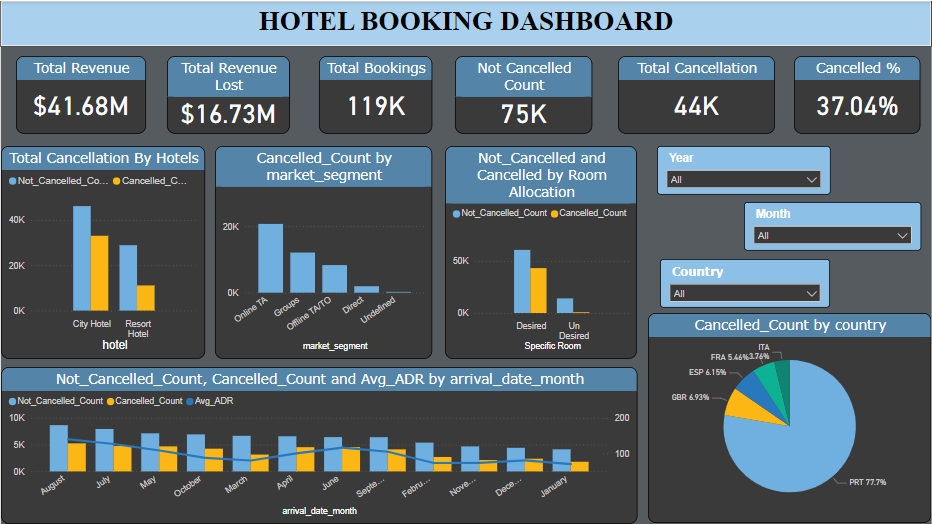 HOTEL BOOKING DASHBOARD
Total Revenue
$41.68M
Total Revenue
Lost
$16.73M
Total Bookings
119K
Not Cancelled
Count
75K
Total Cancellation
44K
Cancelled %
37.04%
Total Cancellation By Hotels
Not_Cancelled_Co... Cancelled_C...
40K
20K
0K
City Hotel
Resort
Hotel
hotel
Cancelled_Count by
market_segment
20K
0K
Online TA
Groups
Offline TA/TO
Direct
Undefined
market_segment
Not_Cancelled and
Cancelled by Room
Allocation
Not_Cancelled_Count Cancelled_Count
50K
0K
Desired
Un
Desired
Specific Room
Year
All
Month
All
Country
All
Cancelled_Count by country
ITA
3.76%
FRA 5.46%
ESP 6.15%
GBR 6.93%
PRT 77.7%
Not_Cancelled_Count, Cancelled_Count and Avg_ADR by arrival_date_month
Not_Cancelled_Count Cancelled_Count Avg_ADR
10K
5K
0K
200
100
August
July
May
October
March
April
June
Septe...
Febru...
Nove...
Dece...
January
arrival_date_month